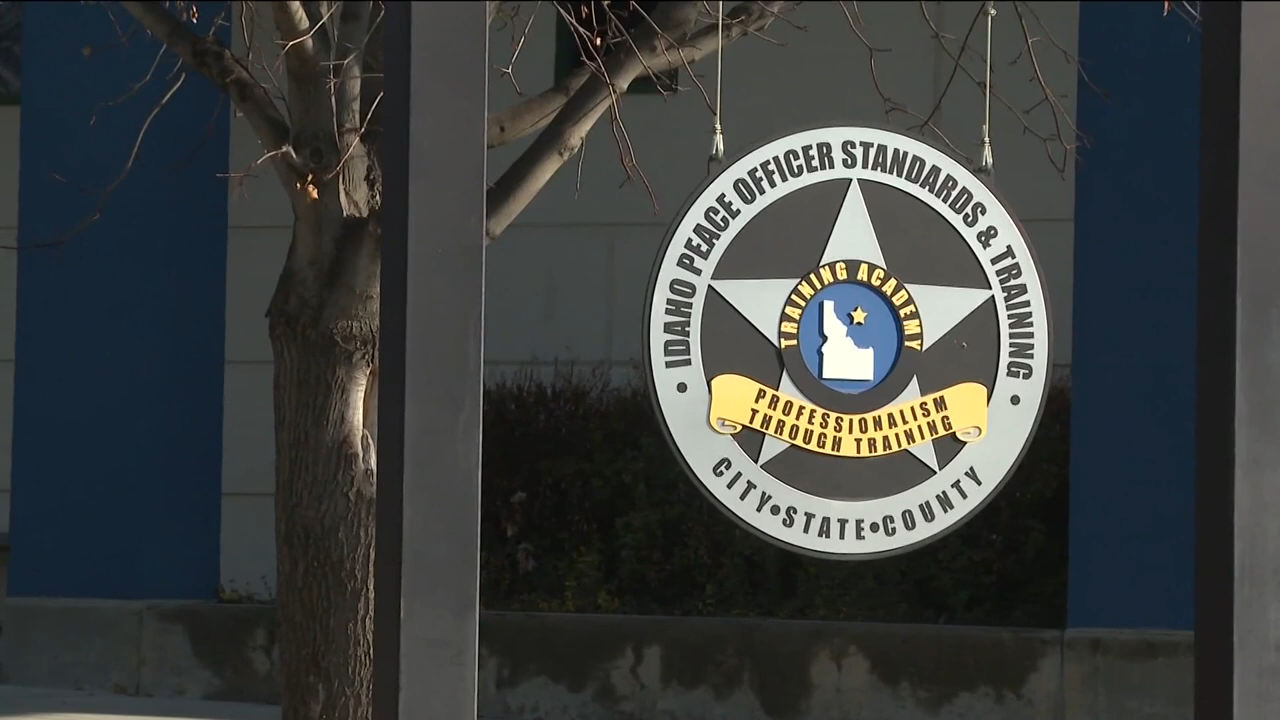 IDAHO PEACE OFFICER STANDARDS & TRAINING
TRAINING ACADEMY
PROFESSIONALISM
THROUGH TRAINING
CITY•STATE•COUNTY